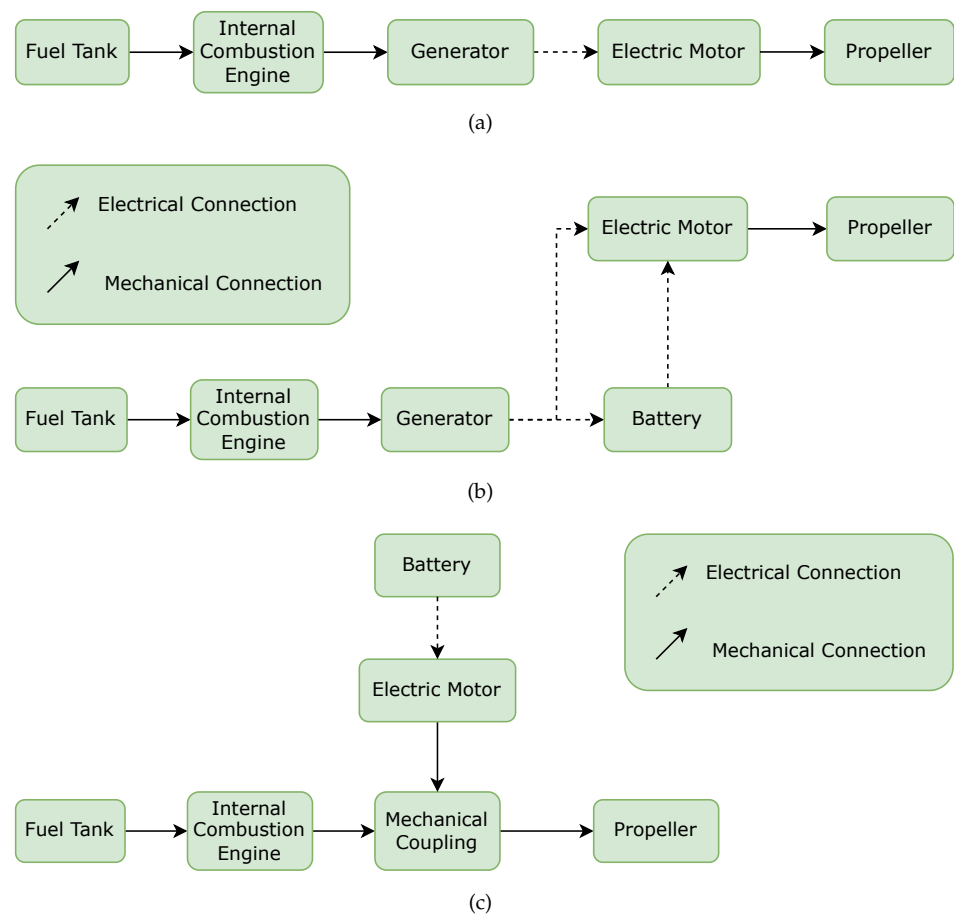 Fuel Tank
Internal
Combustion
Engine
Generator
Electric Motor
Propeller
(a)
Electrical Connection
Mechanical Connection
Electric Motor
Propeller
Fuel Tank
Internal
Combustion
Engine
Generator
Battery
(b)
Battery
Electric Motor
Electrical Connection
Mechanical Connection
Fuel Tank
Internal
Combustion
Engine
Mechanical
Coupling
Propeller
(c)